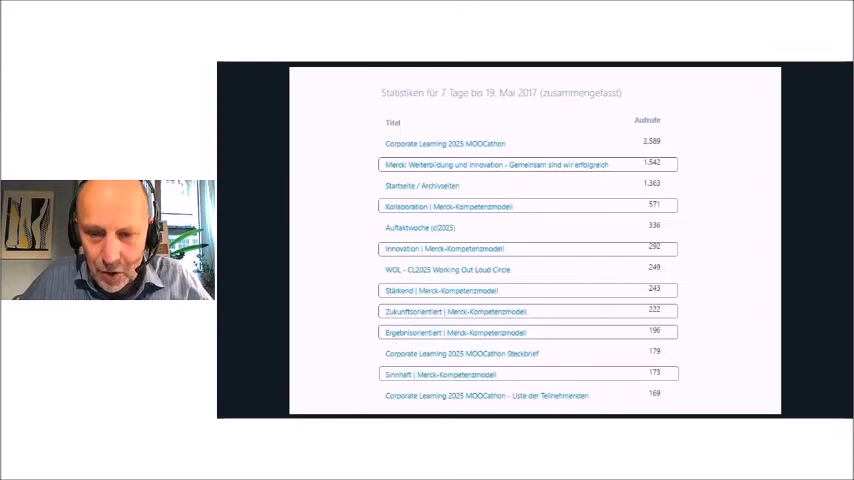 Statistiken für 7 Tage bis 19. Mai 2017 (zusammengefasst)
Titel Aufrufe
Corporate Learning 2025 MOOCathon 2.589
Merck: Weiterbildung und Innovation - Gemeinsam sind wir erfolgreich 1.542
Startseite / Archivseiten 1.363
Kollaboration | Merck-Kompetenzmodell 571
Auftaktwoche (cl2025) 336
Innovation | Merck-Kompetenzmodell 292
WOL - CL2025 Working Out Loud Circle 249
Stärkend | Merck-Kompetenzmodell 243
Zukunftsorientiert | Merck-Kompetenzmodell 222
Ergebnisorientiert | Merck-Kompetenzmodell 196
Corporate Learning 2025 MOOCathon Steckbrief 179
Sinnhaft | Merck-Kompetenzmodell 173
Corporate Learning 2025 MOOCathon - Liste der Teilnehmenden 169